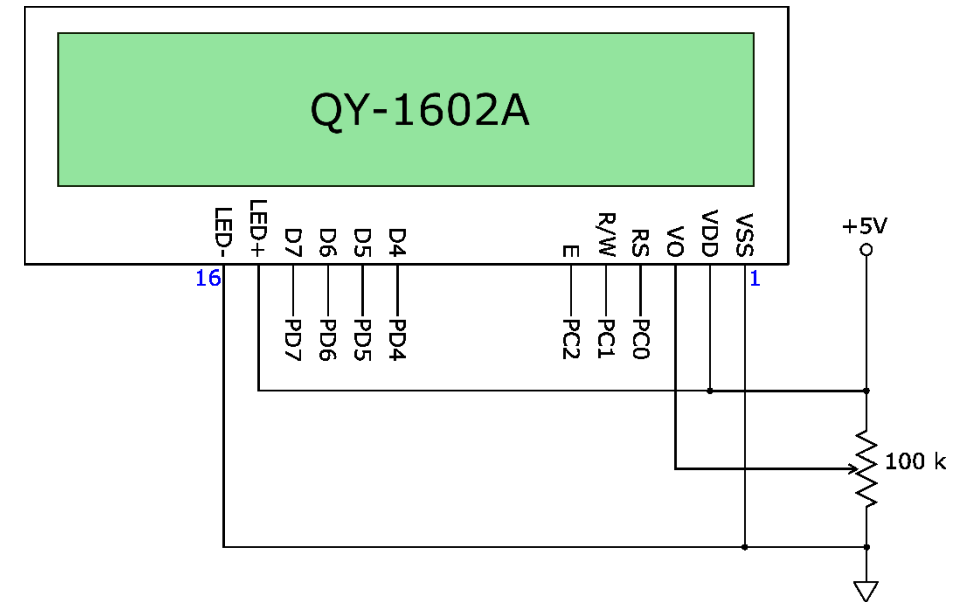 QY-1602A
LED-
LED+
D7
D6
D5
D4
E
R/W
RS
VO
VDD
VSS
+5V
16
1
PD7
PD6
PD5
PD4
PC2
PC1
PC0
100 k